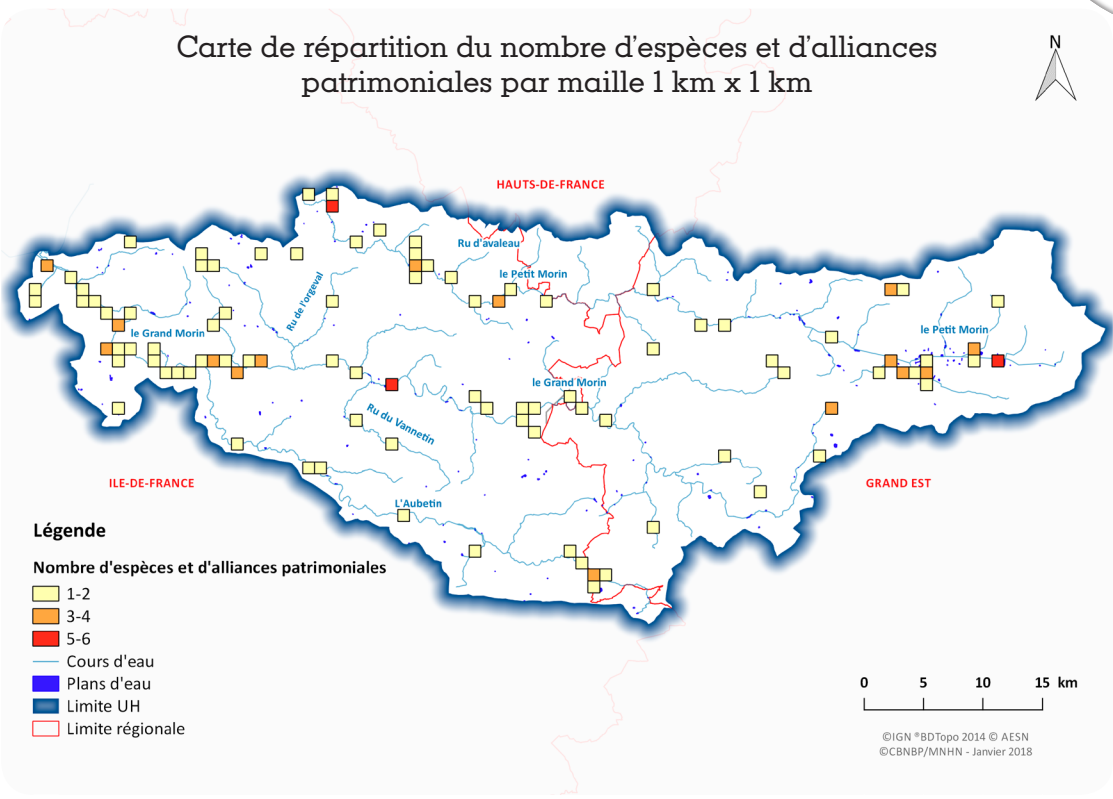 Carte de répartition du nombre d'espèces et d'alliances
patrimoniales par maille 1 km x 1 km
N
HAUTS-DE-FRANCE
Ru d'avaleau
le Petit Morin
Ru de l'orgeval
le Grand Morin
le Petit Morin
le Grand Morin
Ru du Vannetin
ILE-DE-FRANCE
GRAND EST
L'Aubetin
Légende
Nombre d'espèces et d'alliances patrimoniales
1-2
3-4
5-6
Cours d'eau
Plans d'eau
Limite UH
Limite régionale
0 5 10 15 km
©IGN ®BDTopo 2014 © AESN
©CBNBP/MNHN - Janvier 2018